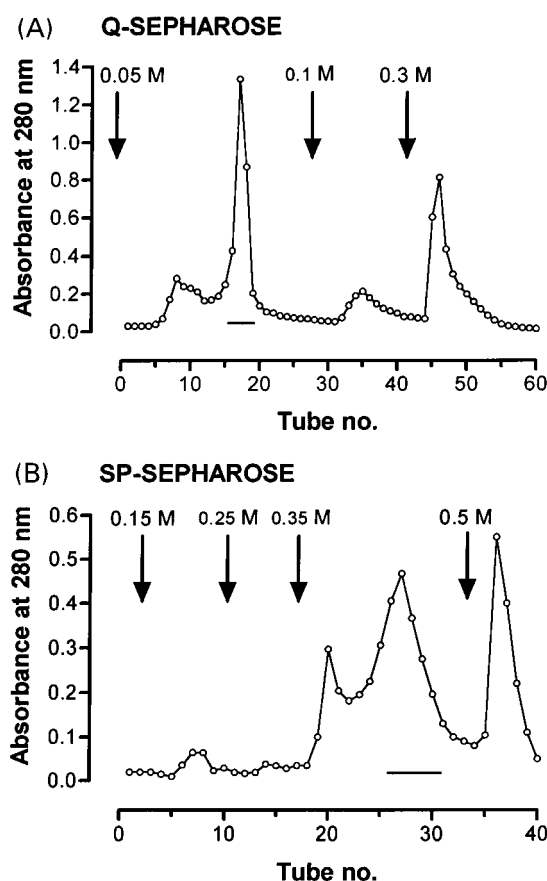 (A) Q-SEPHAROSE
Absorbance at 280 nm
1.4
1.2
1.0
0.8
0.6
0.4
0.2
0.0
0.05 M 0.1 M 0.3 M
0 10 20 30 40 50 60
Tube no.
(B) SP-SEPHAROSE
Absorbance at 280 nm
0.6
0.5
0.4
0.3
0.2
0.1
0.0
0.15 M 0.25 M 0.35 M 0.5 M
0 10 20 30 40
Tube no.